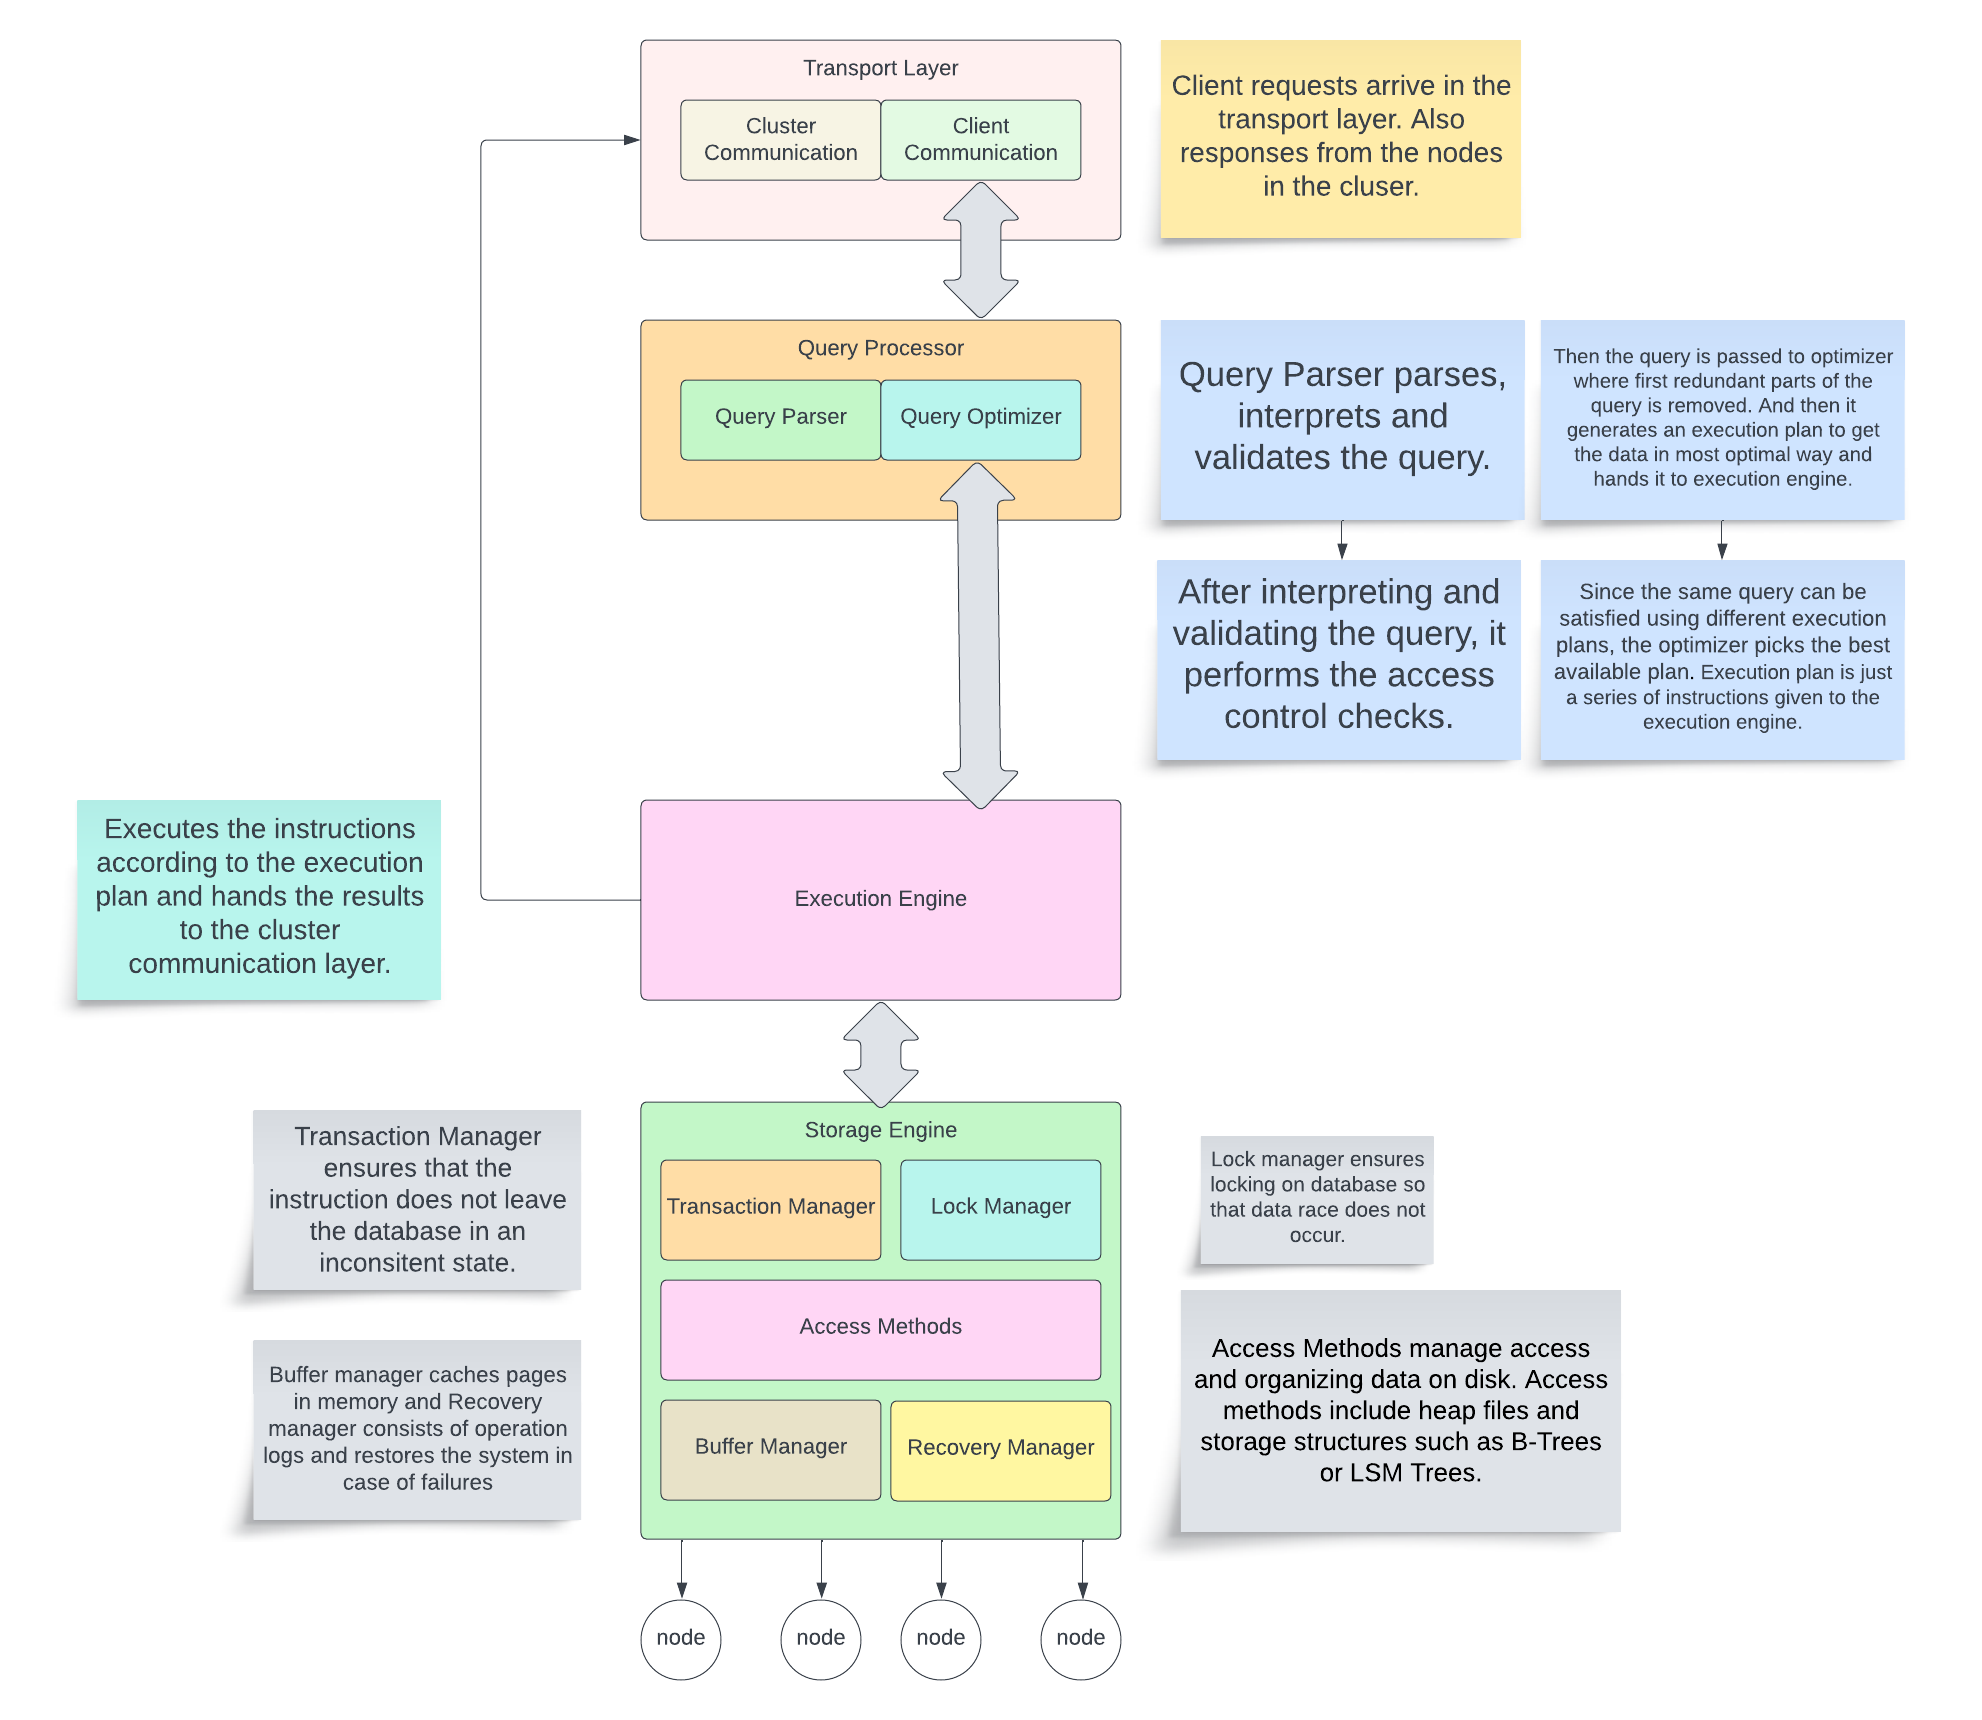 Transport Layer
Cluster
Communication
Client
Communication
Client requests arrive in the
transport layer. Also
responses from the nodes
in the cluser.
Query Processor
Query Parser
Query Optimizer
Query Parser parses,
interprets and
validates the query.
Then the query is passed to optimizer
where first redundant parts of the
query is removed. And then it
generates an execution plan to get
the data in most optimal way and
hands it to execution engine.
After interpreting and
validating the query, it
performs the access
control checks.
Since the same query can be
satisfied using different execution
plans, the optimizer picks the best
available plan. Execution plan is just
a series of instructions given to the
execution engine.
Executes the instructions
according to the execution
plan and hands the results
to the cluster
communication layer.
Execution Engine
Transaction Manager
ensures that the
instruction does not leave
the database in an
inconsitent state.
Storage Engine
Transaction Manager
Lock Manager
Lock manager ensures
locking on database so
that data race does not
occur.
Access Methods
Buffer manager caches pages
in memory and Recovery
manager consists of operation
logs and restores the system in
case of failures
Buffer Manager
Recovery Manager
Access Methods manage access
and organizing data on disk. Access
methods include heap files and
storage structures such as B-Trees
or LSM Trees.
node
node
node
node